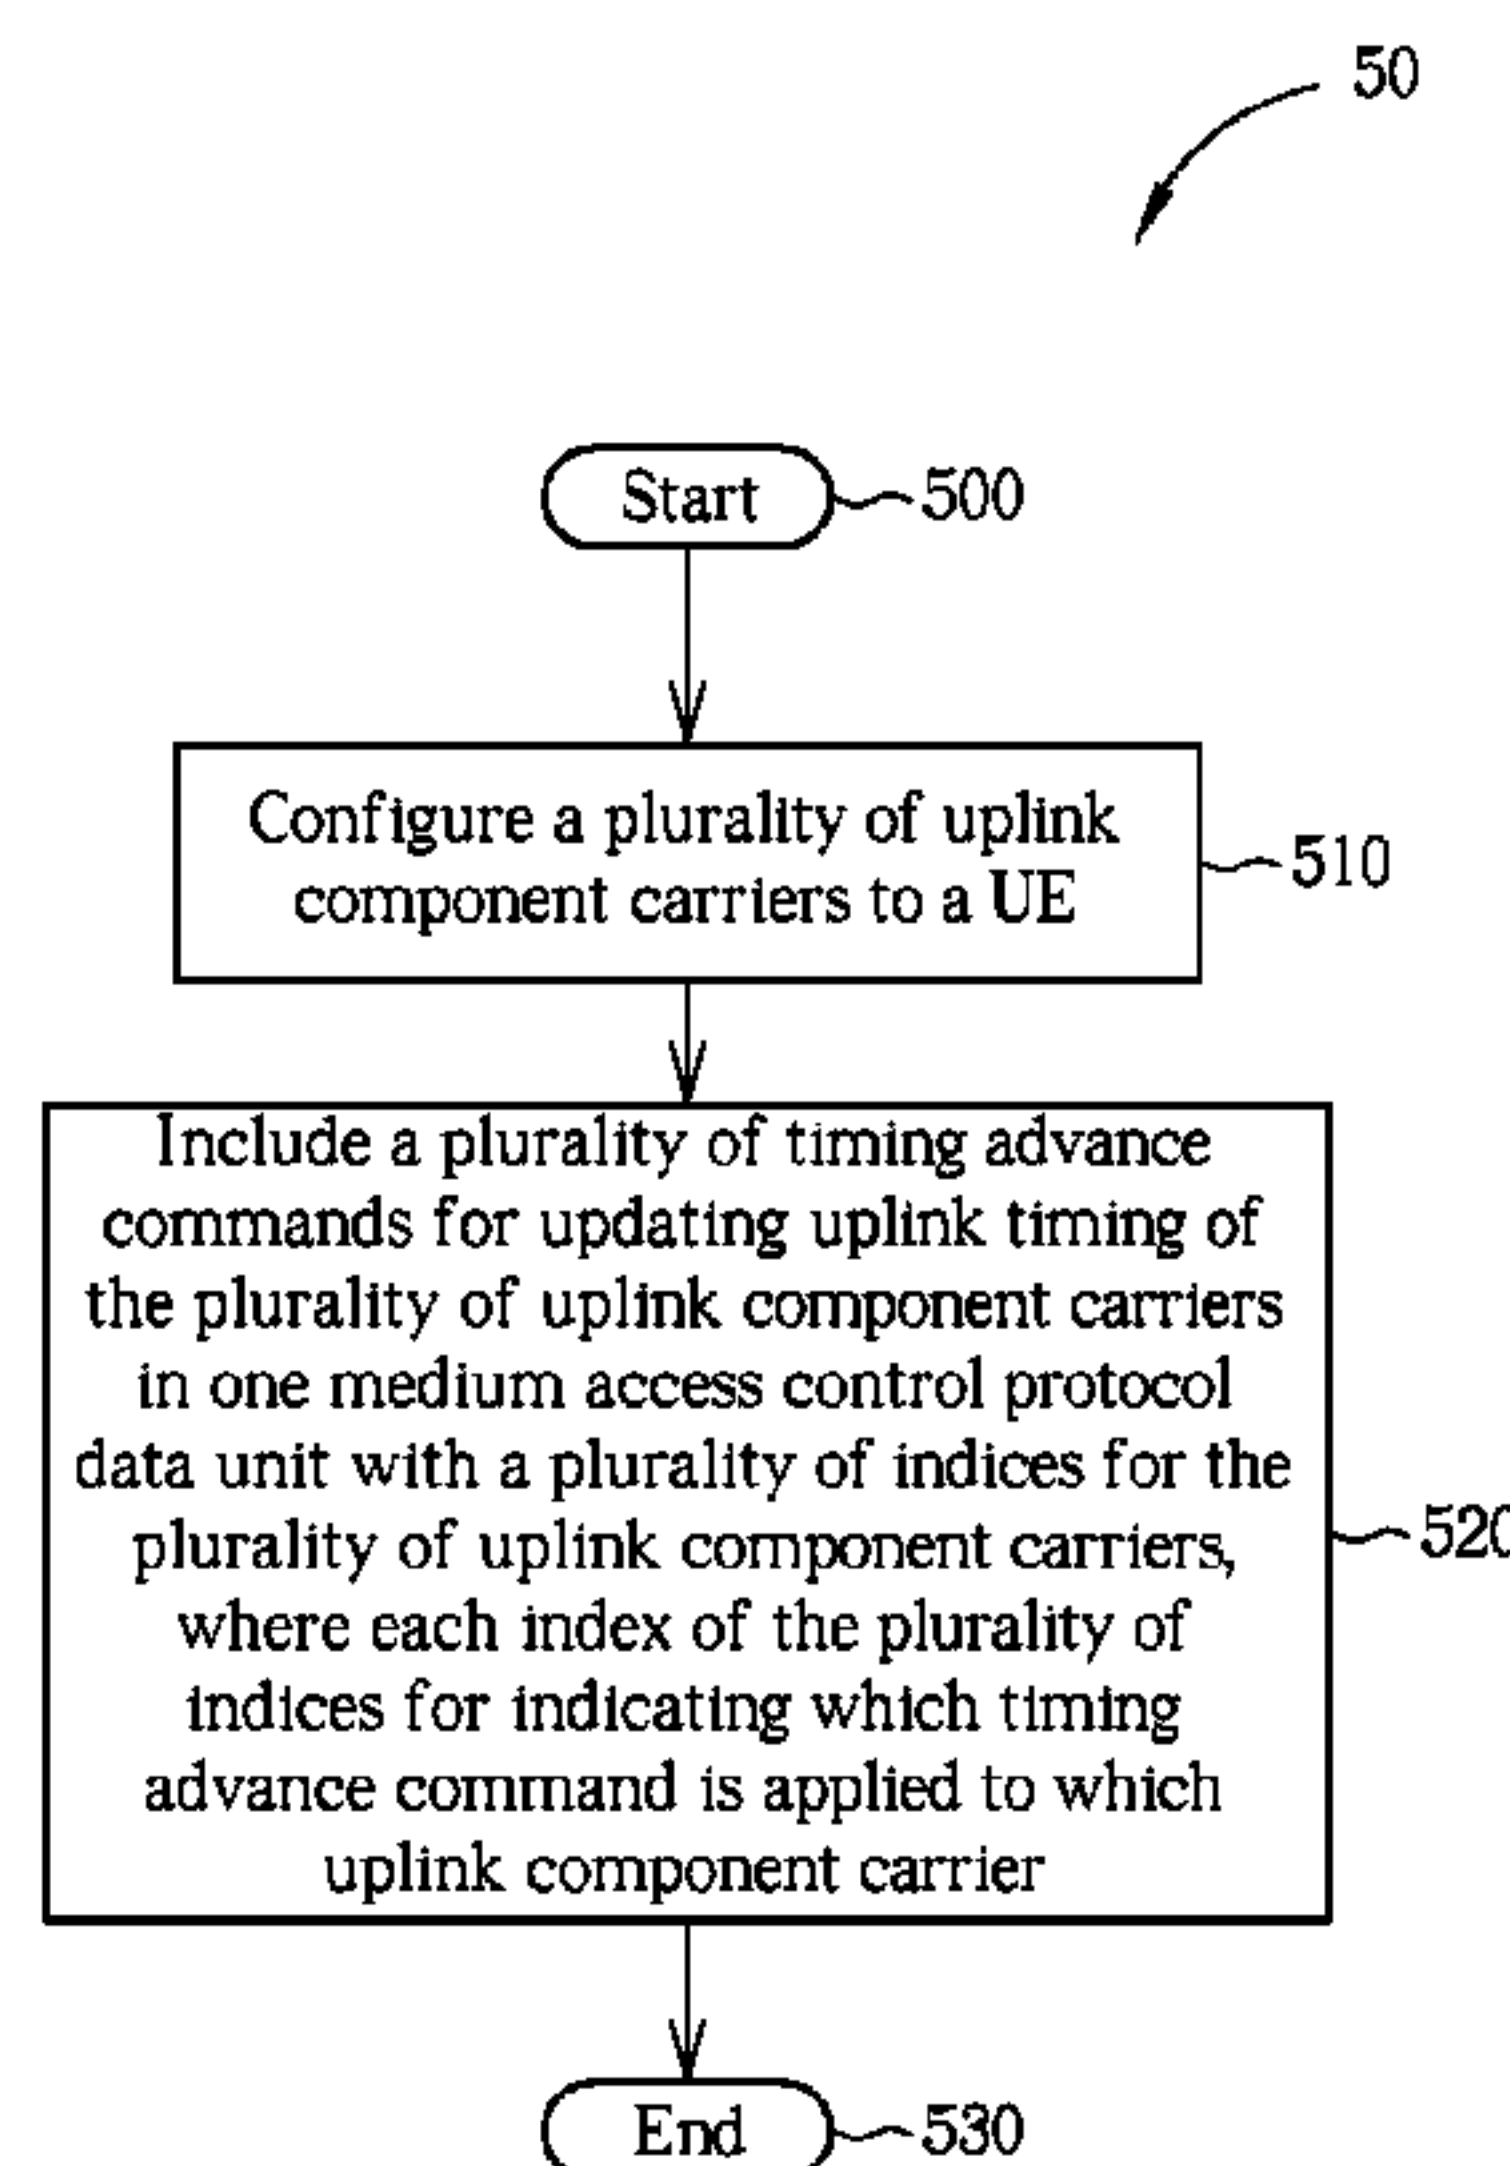 50
Start
500
Configure a plurality of uplink
component carriers to a UE
510
Include a plurality of timing advance
commands for updating uplink timing of
the plurality of uplink component carriers
in one medium access control protocol
data unit with a plurality of indices for the
plurality of uplink component carriers,
where each index of the plurality of
indices for indicating which timing
advance command is applied to which
uplink component carrier
520
End
530